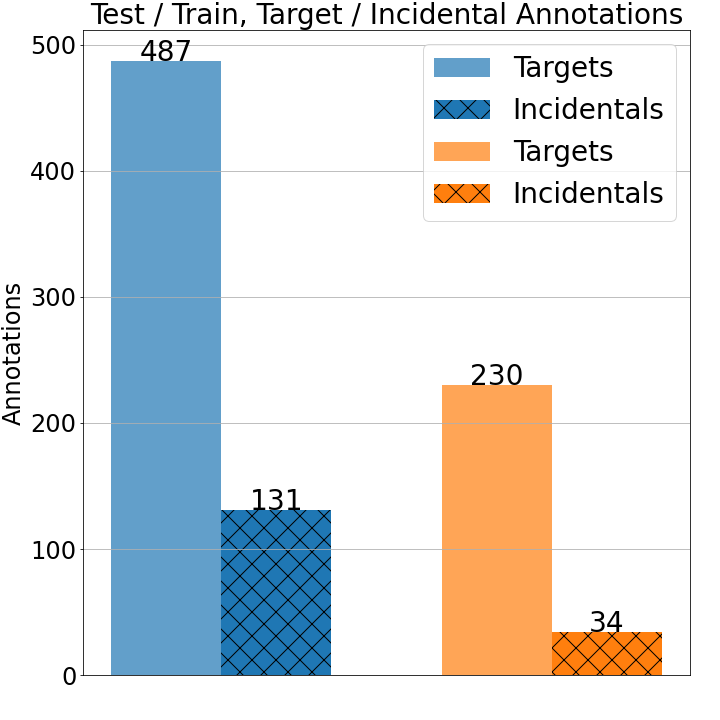 Test / Train, Target / Incidental Annotations
500
400
300
200
100
0
Annotations
487
131
230
34
Targets
Incidentals
Targets
Incidentals